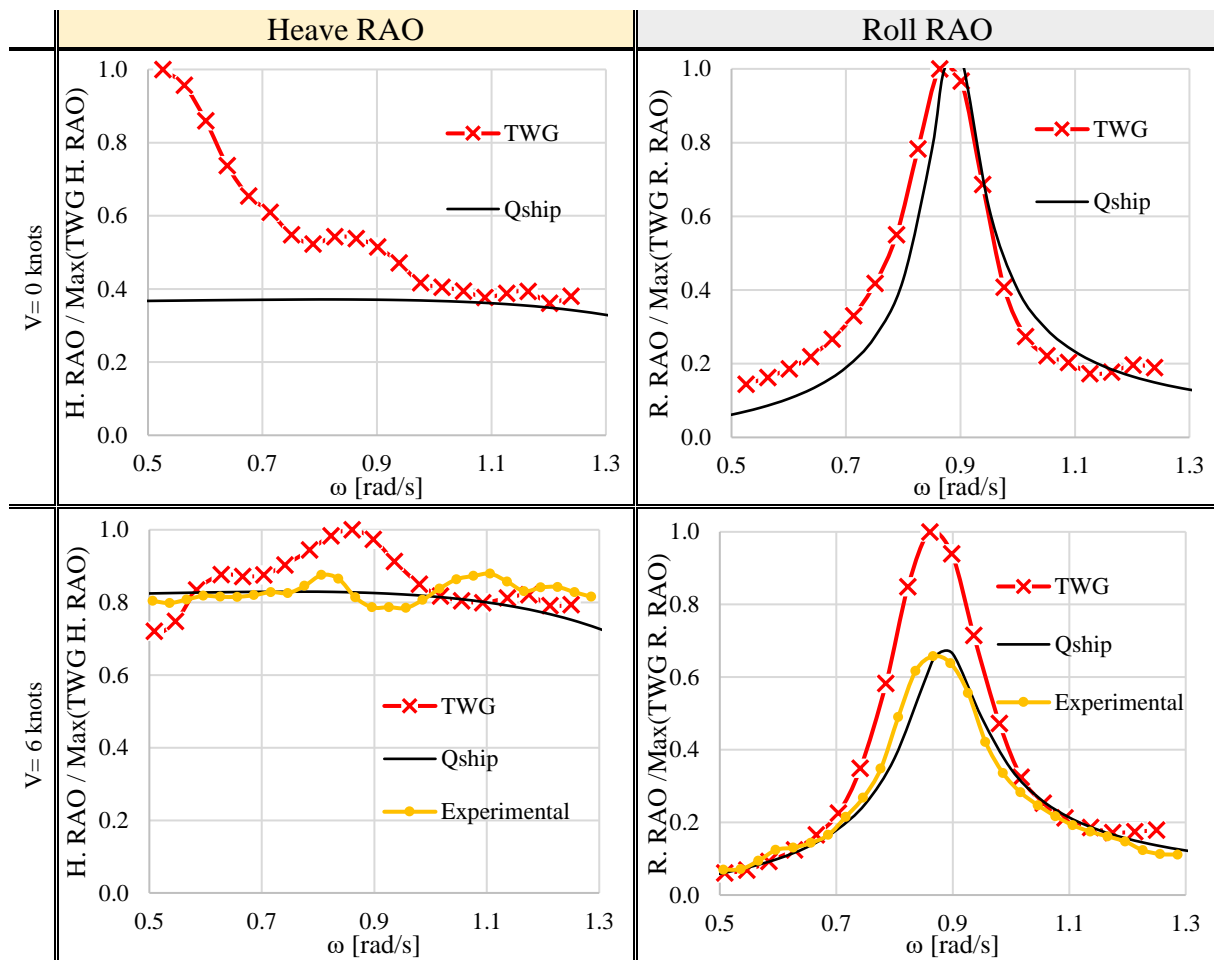 Heave RAO
Roll RAO
V= 0 knots
H. RAO / Max(TWG H. RAO)
1.0
0.8
0.6
0.4
0.2
0.0
0.5
0.7
0.9
1.1
1.3
ω [rad/s]
TWG
Qship
R. RAO / Max(TWG R. RAO)
1.0
0.8
0.6
0.4
0.2
0.0
0.5
0.7
0.9
1.1
1.3
ω [rad/s]
TWG
Qship
V= 6 knots
H. RAO / Max(TWG H. RAO)
1.0
0.8
0.6
0.4
0.2
0.0
0.5
0.7
0.9
1.1
1.3
ω [rad/s]
TWG
Qship
Experimental
R. RAO /Max(TWG R. RAO)
1.0
0.8
0.6
0.4
0.2
0.0
0.5
0.7
0.9
1.1
1.3
ω [rad/s]
TWG
Qship
Experimental